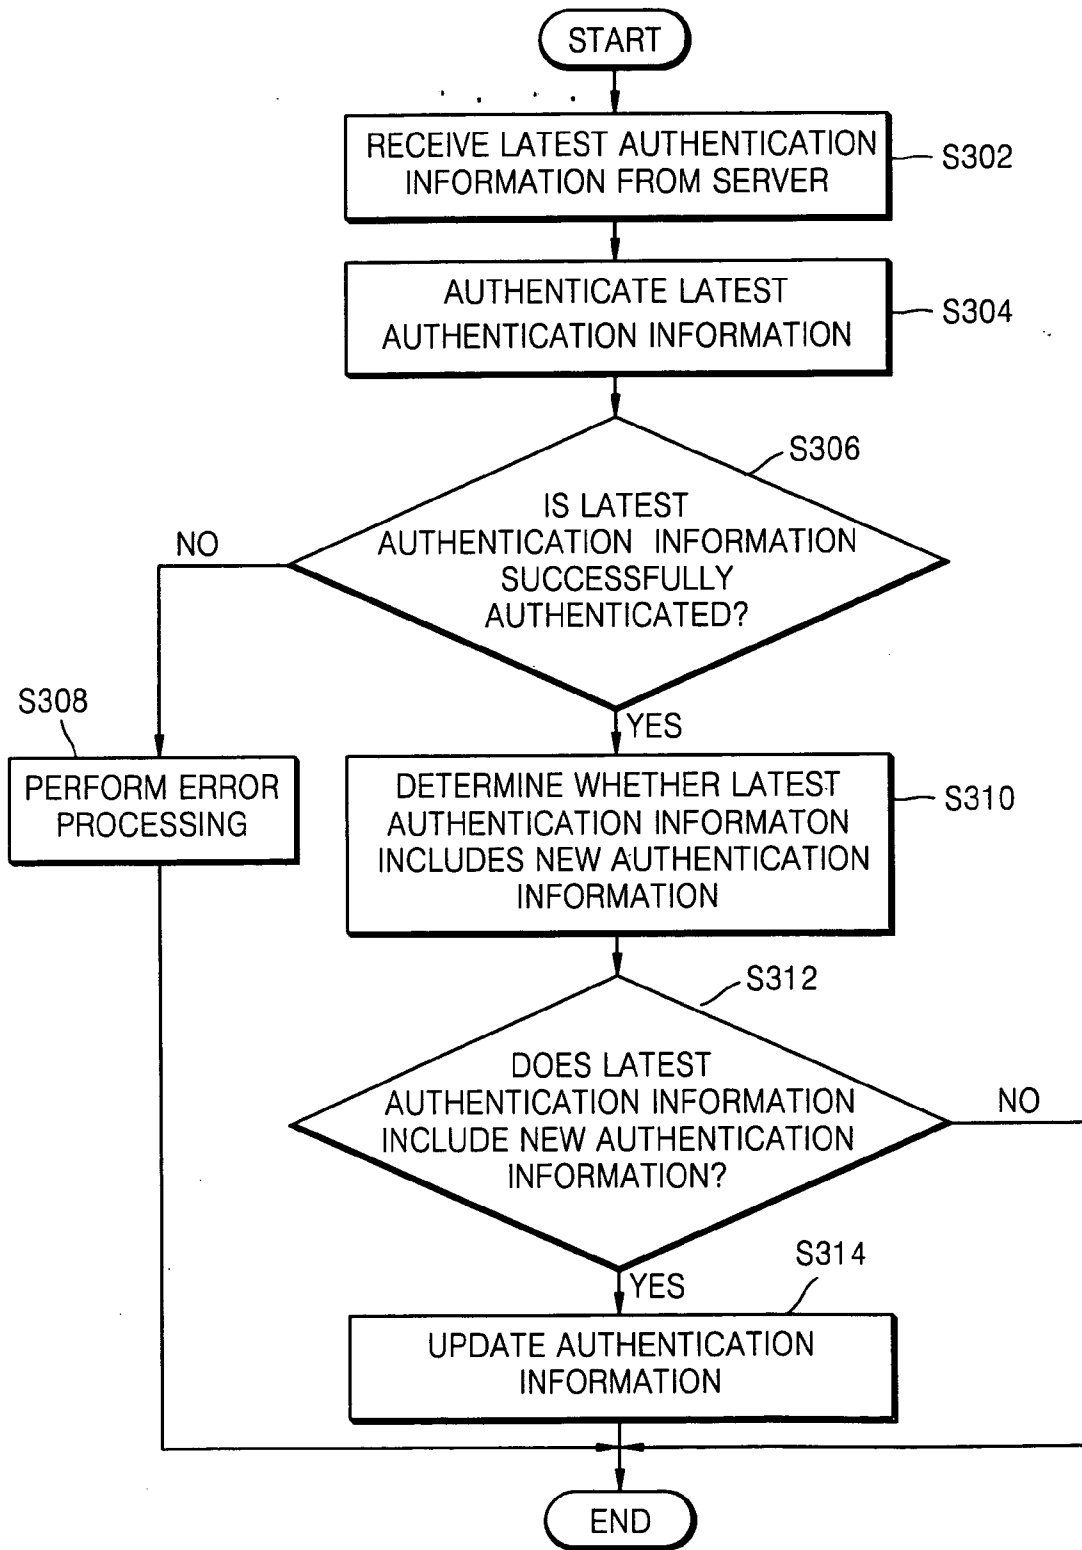 START
RECEIVE LATEST AUTHENTICATION
INFORMATION FROM SERVER
S302
AUTHENTICATE LATEST
AUTHENTICATION INFORMATION
S304
S306
IS LATEST
AUTHENTICATION INFORMATION
SUCCESSFULLY
AUTHENTICATED?
NO
YES
S308
PERFORM ERROR
PROCESSING
DETERMINE WHETHER LATEST
AUTHENTICATION INFORMATON
INCLUDES NEW AUTHENTICATION
INFORMATION
S310
S312
DOES LATEST
AUTHENTICATION INFORMATION
INCLUDE NEW AUTHENTICATION
INFORMATION?
NO
YES
S314
UPDATE AUTHENTICATION
INFORMATION
END